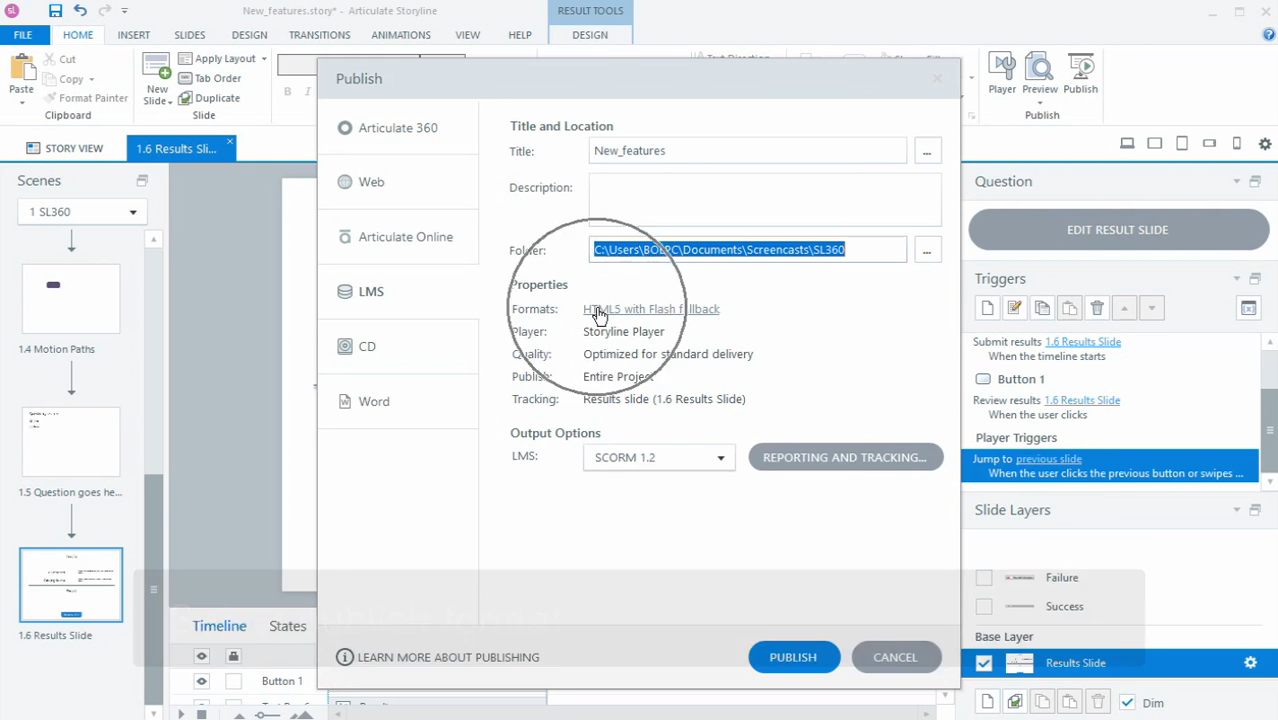 New_features.story* - Articulate Storyline
RESULT TOOLS
FILE HOME INSERT SLIDES DESIGN TRANSITIONS ANIMATIONS VIEW HELP DESIGN
Paste
Cut
Copy
Format Painter
Clipboard
New
Slide
Apply Layout
Tab Order
Duplicate
Slide
B I
Player
Preview
Publish
Publish
STORY VIEW
1.6 Results Sli...
Scenes
1 SL360
1.4 Motion Paths
1.5 Question goes he...
1.6 Results Slide
Publish
Articulate 360
Web
Articulate Online
LMS
CD
Word
Title and Location
Title: New_features ...
Description:
Folder: C:\Users\BOLPC\Documents\Screencasts\SL360 ...
Properties
Formats: HTML5 with Flash fallback
Player: Storyline Player
Quality: Optimized for standard delivery
Publish: Entire Project
Tracking: Results slide (1.6 Results Slide)
Output Options
LMS: SCORM 1.2 REPORTING AND TRACKING...
LEARN MORE ABOUT PUBLISHING
PUBLISH
CANCEL
Question
EDIT RESULT SLIDE
Triggers
Submit results 1.6 Results Slide
When the timeline starts
Button 1
Review results 1.6 Results Slide
When the user clicks
Player Triggers
Jump to previous slide
When the user clicks the previous button or swipes ...
Slide Layers
Failure
Success
Base Layer
Results Slide
Dim
Timeline States
Button 1